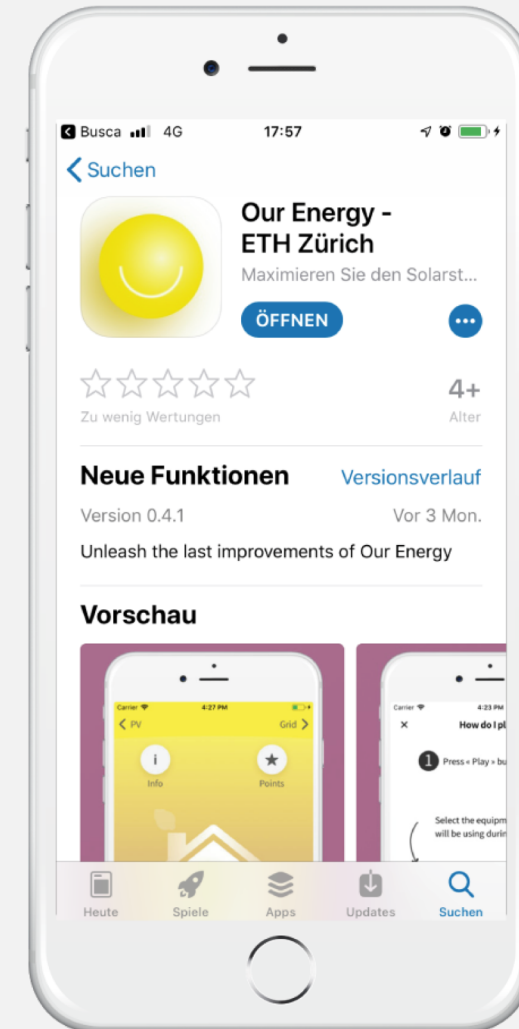 Busca 4G 17:57
Suchen
Our Energy -
ETH Zürich
Maximieren Sie den Solarst...
ÖFFNEN
4+
Zu wenig Wertungen Alter
Neue Funktionen Versionsverlauf
Version 0.4.1 Vor 3 Mon.
Unleash the last improvements of Our Energy
Vorschau
Carrier 4:27 PM
PV Grid
i
Info Points
Carrier 4:23 PM
× How do I pl
1 Press « Play » bu
Select the equipm
will be using durin
Heute Spiele Apps Updates Suchen